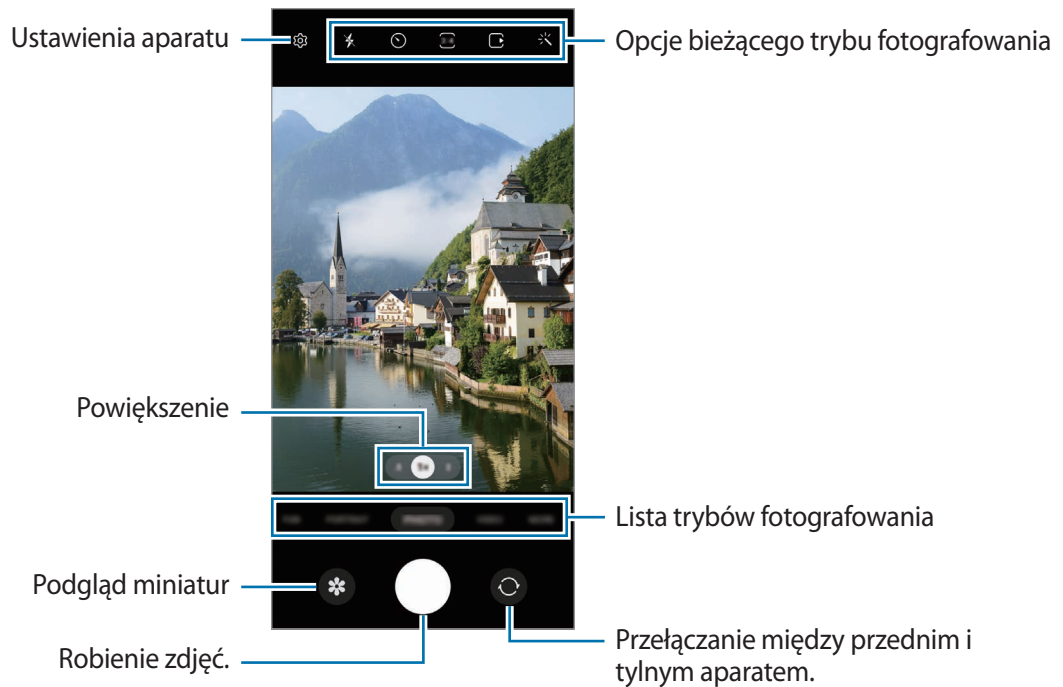 Ustawienia aparatu
Opcje bieżącego trybu fotografowania
Powiększenie
Lista trybów fotografowania
Podgląd miniatur
Robienie zdjęć.
Przełączanie między przednim i
tylnym aparatem.